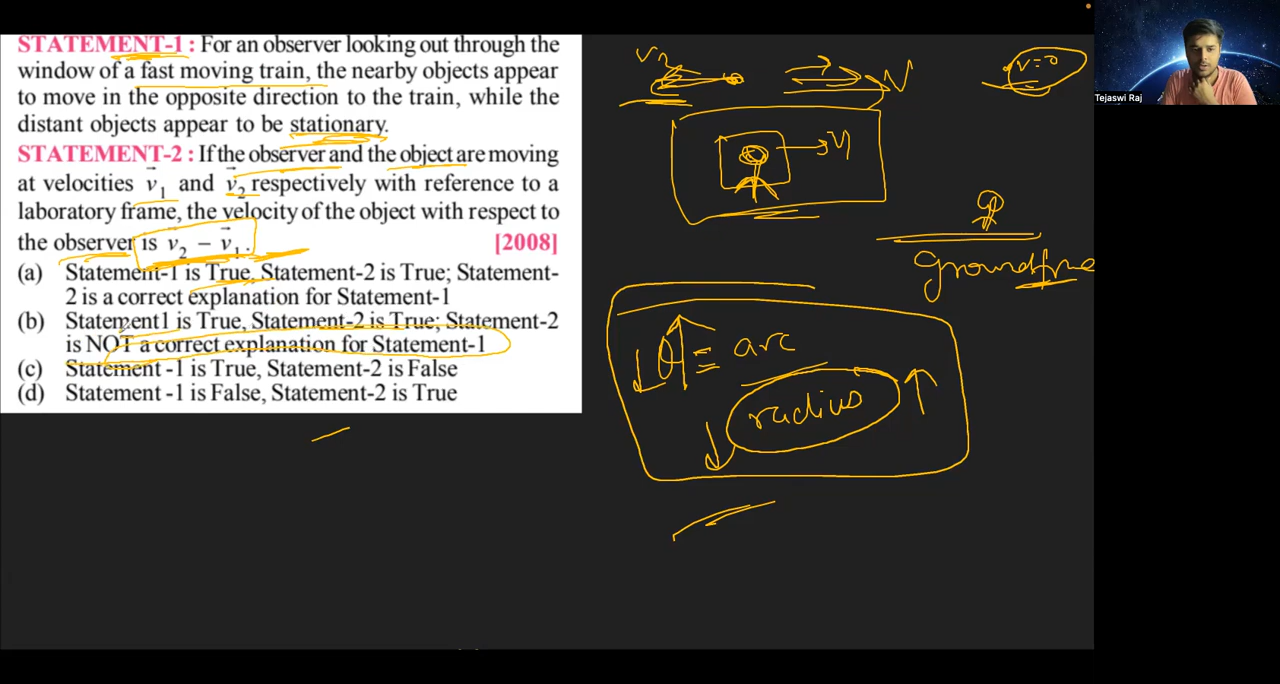 STATEMENT-1 : For an observer looking out through the
window of a fast moving train, the nearby objects appear
to move in the opposite direction to the train, while the
distant objects appear to be stationary.
STATEMENT-2 : If the observer and the object are moving
at velocities v⃗₁ and v⃗₂ respectively with reference to a
laboratory frame, the velocity of the object with respect to
the observer is v⃗₂ − v⃗₁. [2008]
(a) Statement-1 is True, Statement-2 is True; Statement-
2 is a correct explanation for Statement-1
(b) Statement1 is True, Statement-2 is True; Statement-2
is NOT a correct explanation for Statement-1
(c) Statement -1 is True, Statement-2 is False
(d) Statement -1 is False, Statement-2 is True
v₂
V
v=0
θ = arc
radius
ground
Tejaswi Raj